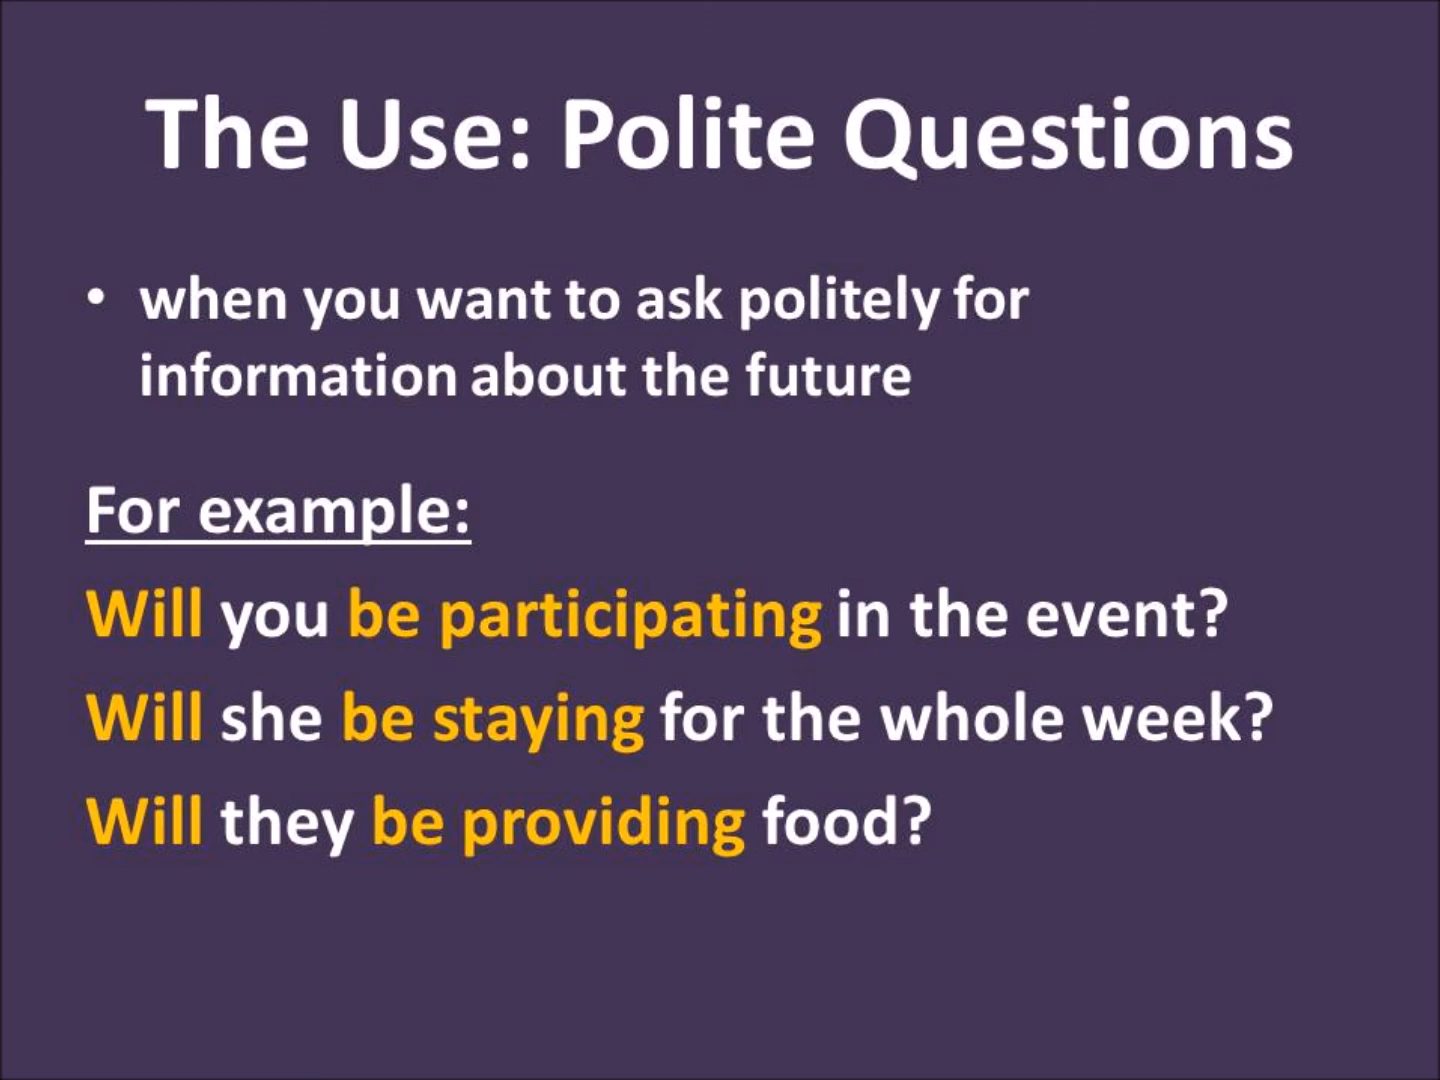 The Use: Polite Questions
• when you want to ask politely for
information about the future
For example:
Will you be participating in the event?
Will she be staying for the whole week?
Will they be providing food?